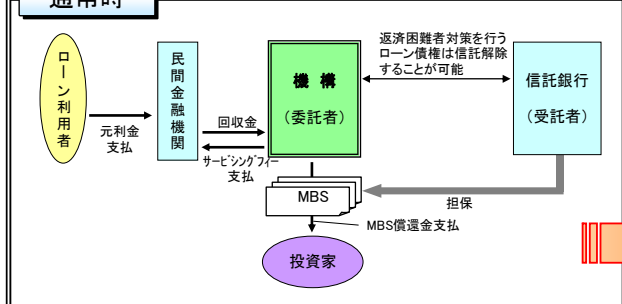 通常時
ローン利用者
元利金
支払
民間金融機関
回収金
サービシングフィー
支払
機 構
（委託者）
返済困難者対策を行う
ローン債権は信託解除
することが可能
信託銀行
（受託者）
担保
MBS
MBS償還金支払
投資家